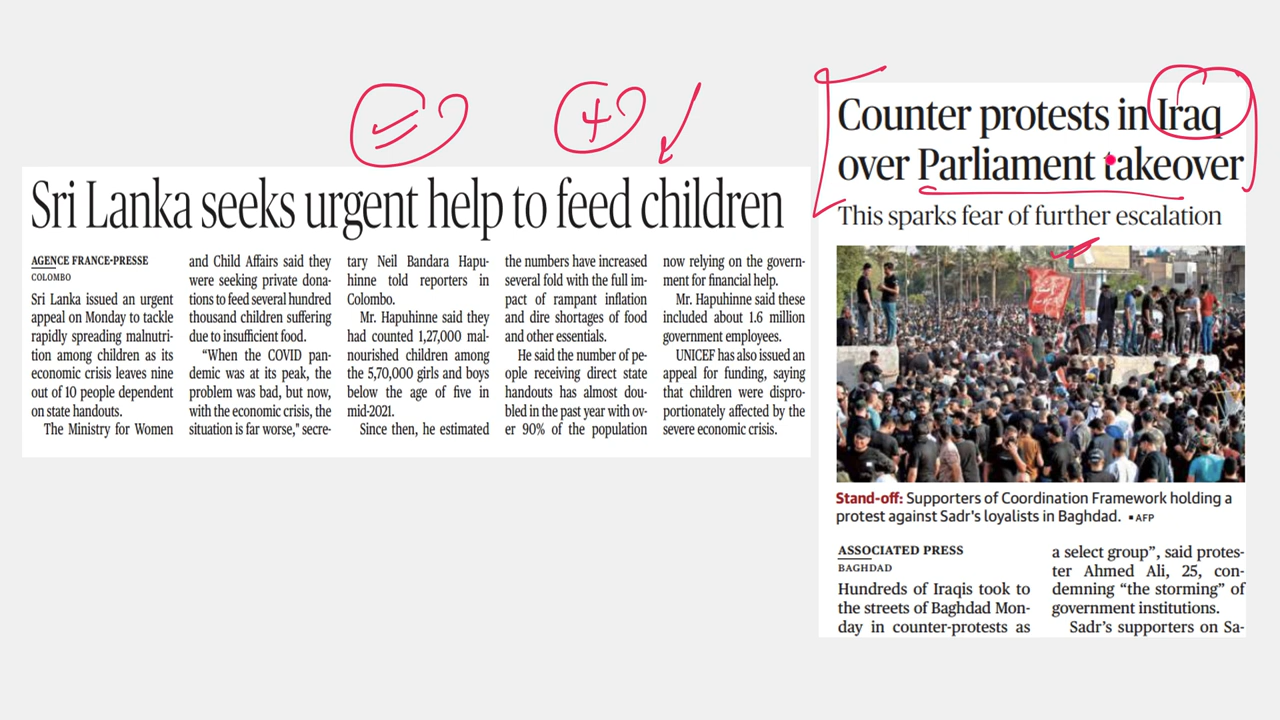 Sri Lanka seeks urgent help to feed children
AGENCE FRANCE-PRESSE
COLOMBO
Sri Lanka issued an urgent
appeal on Monday to tackle
rapidly spreading malnutri-
tion among children as its
economic crisis leaves nine
out of 10 people dependent
on state handouts.
The Ministry for Women
and Child Affairs said they
were seeking private dona-
tions to feed several hundred
thousand children suffering
due to insufficient food.
“When the COVID pan-
demic was at its peak, the
problem was bad, but now,
with the economic crisis, the
situation is far worse,” secre-
tary Neil Bandara Hapu-
hinne told reporters in
Colombo.
Mr. Hapuhinne said they
had counted 1,27,000 mal-
nourished children among
the 5,70,000 girls and boys
below the age of five in
mid-2021.
Since then, he estimated
the numbers have increased
several fold with the full im-
pact of rampant inflation
and dire shortages of food
and other essentials.
He said the number of pe-
ople receiving direct state
handouts has almost dou-
bled in the past year with ov-
er 90% of the population
now relying on the govern-
ment for financial help.
Mr. Hapuhinne said these
included about 1.6 million
government employees.
UNICEF has also issued an
appeal for funding, saying
that children were dispro-
portionately affected by the
severe economic crisis.
Counter protests in Iraq
over Parliament takeover
This sparks fear of further escalation
Stand-off: Supporters of Coordination Framework holding a
protest against Sadr’s loyalists in Baghdad. ▪ AFP
ASSOCIATED PRESS
BAGHDAD
Hundreds of Iraqis took to
the streets of Baghdad Mon-
day in counter-protests as
a select group”, said protes-
ter Ahmed Ali, 25, con-
demning “the storming” of
government institutions.
Sadr’s supporters on Sa-